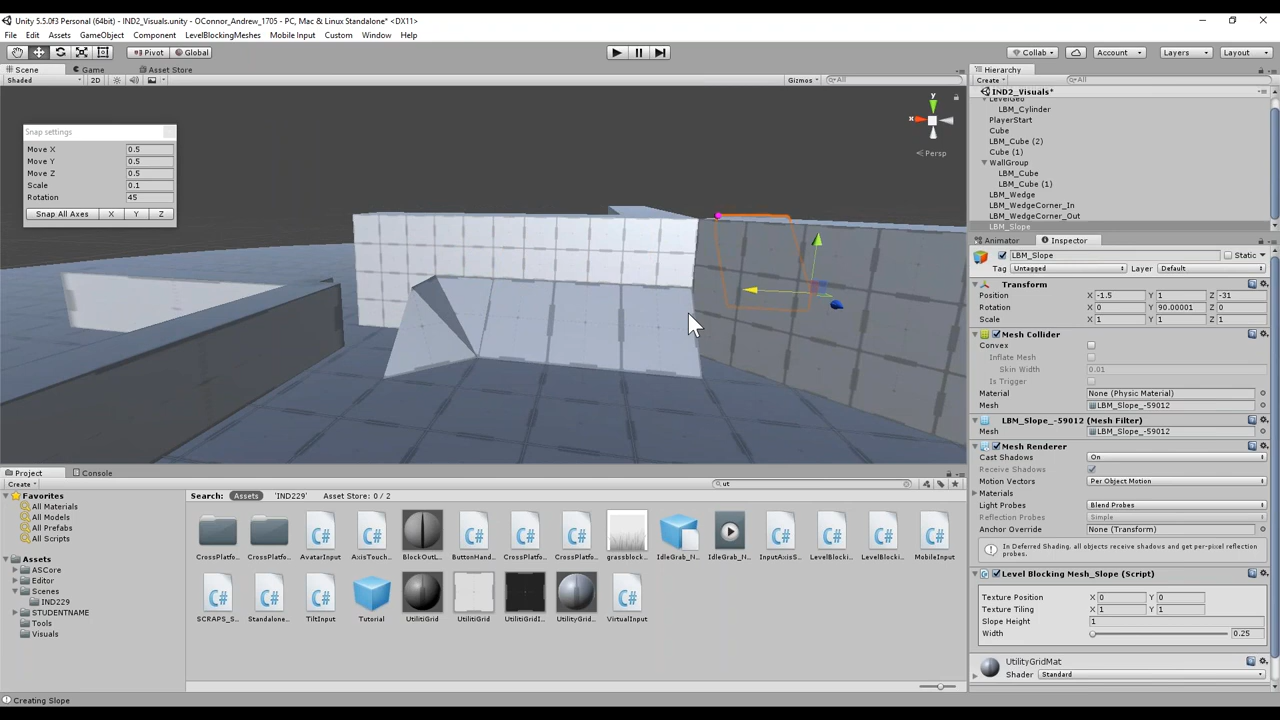 Unity 5.5.0f3 Personal (64bit) - IND2_Visuals.unity - OConnor_Andrew_1705 - PC, Mac & Linux Standalone* <DX11>
File Edit Assets GameObject Component LevelBlockingMeshes Mobile Input Custom Window Help
Pivot Global Collab Account Layers Layout
Scene Game Asset Store
Shaded 2D Gizmos All
Snap settings
Move X 0.5
Move Y 0.5
Move Z 0.5
Scale 0.1
Rotation 45
Snap All Axes X Y Z
y
x
Persp
Hierarchy
Create All
IND2_Visuals*
LevelGeo
LBM_Cylinder
PlayerStart
Cube
LBM_Cube (2)
Cube (1)
WallGroup
LBM_Cube
LBM_Cube (1)
LBM_Wedge
LBM_WedgeCorner_In
LBM_WedgeCorner_Out
LBM_Slope
Animator Inspector
LBM_Slope Static
Tag Untagged Layer Default
Transform
Position X -1.5 Y 1 Z -31
Rotation X 0 Y 90.00001 Z 0
Scale X 1 Y 1 Z 1
Mesh Collider
Convex
Inflate Mesh
Skin Width 0.01
Is Trigger
Material None (Physic Material)
Mesh LBM_Slope_-59012
LBM_Slope_-59012 (Mesh Filter)
Mesh LBM_Slope_-59012
Mesh Renderer
Cast Shadows On
Receive Shadows
Motion Vectors Per Object Motion
Materials
Light Probes Blend Probes
Reflection Probes Simple
Anchor Override None (Transform)
In Deferred Shading, all objects receive shadows and get per-pixel reflection
probes.
Level Blocking Mesh_Slope (Script)
Texture Position X 0 Y 0
Texture Tiling X 1 Y 1
Slope Height 1
Width 0.25
UtilityGridMat
Shader Standard
Project Console
Create ut
Favorites
All Materials
All Models
All Prefabs
All Scripts
Assets
ASCore
Editor
Scenes
IND229
STUDENTNAME
Tools
Visuals
Search: Assets 'IND229' Asset Store: 0 / 2
CrossPlatfo... CrossPlatfo... AvatarInput AxisTouch... BlockOutL... ButtonHand... CrossPlatfo... CrossPlatfo... grassblock... IdleGrab_N... IdleGrab_N... InputAxisS... LevelBlocki... LevelBlocki... MobileInput
SCRAPS_S... Standalone... TiltInput Tutorial UtilitiGrid UtilitiGrid UtilitiGridI... UtilityGrid... VirtualInput
Creating Slope